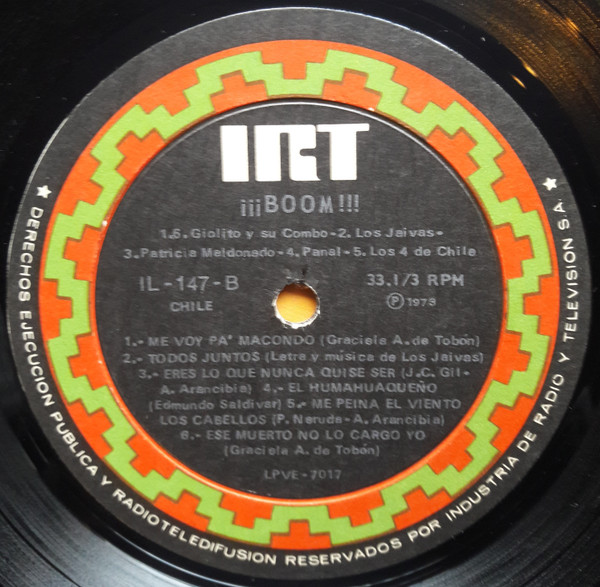 IRT
¡¡¡BOOM!!!
1.6. Giolito y su Combo-2. Los Jaivas-
3.Patricia Maldonado-4. Panal-5. Los 4 de Chile
IL-147-B
33.1/3 RPM
CHILE
Ⓟ 1973
1.- ME VOY PA' MACONDO (Graciela A. de Tobón)
2.- TODOS JUNTOS (Letra y música de Los Jaivas)
3.- ERES LO QUE NUNCA QUISE SER (J.C. Gil-
A. Arancibia) 4.- EL HUMAHUAQUEÑO
(Edmundo Saldivar) 5.- ME PEINA EL VIENTO
LOS CABELLOS (P. Neruda-A. Arancibia)
6.- ESE MUERTO NO LO CARGO YO
(Graciela A. de Tobón)
LPVE-7017
★ DERECHOS EJECUCION PUBLICA Y RADIOTELEDIFUSION RESERVADOS POR INDUSTRIA DE RADIO Y TELEVISION S.A. ★